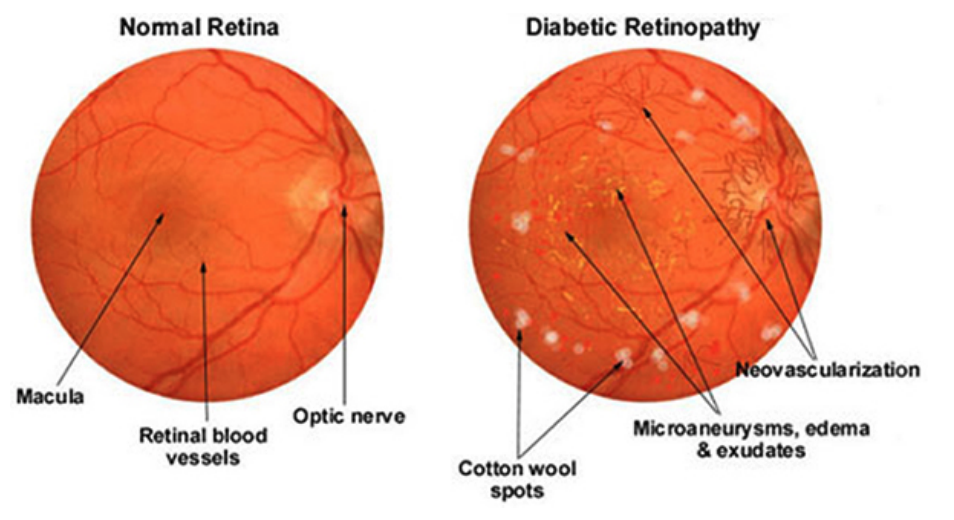 Normal Retina
Diabetic Retinopathy
Macula
Retinal blood
vessels
Optic nerve
Neovascularization
Microaneurysms, edema
& exudates
Cotton wool
spots